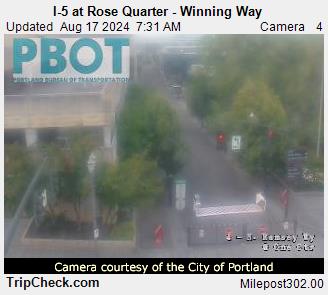 I-5 at Rose Quarter - Winning Way
Updated Aug 17 2024 7:31 AM Camera 4
PBOT
PORTLAND BUREAU OF TRANSPORTATION
Camera courtesy of the City of Portland
TripCheck.com Milepost302.00